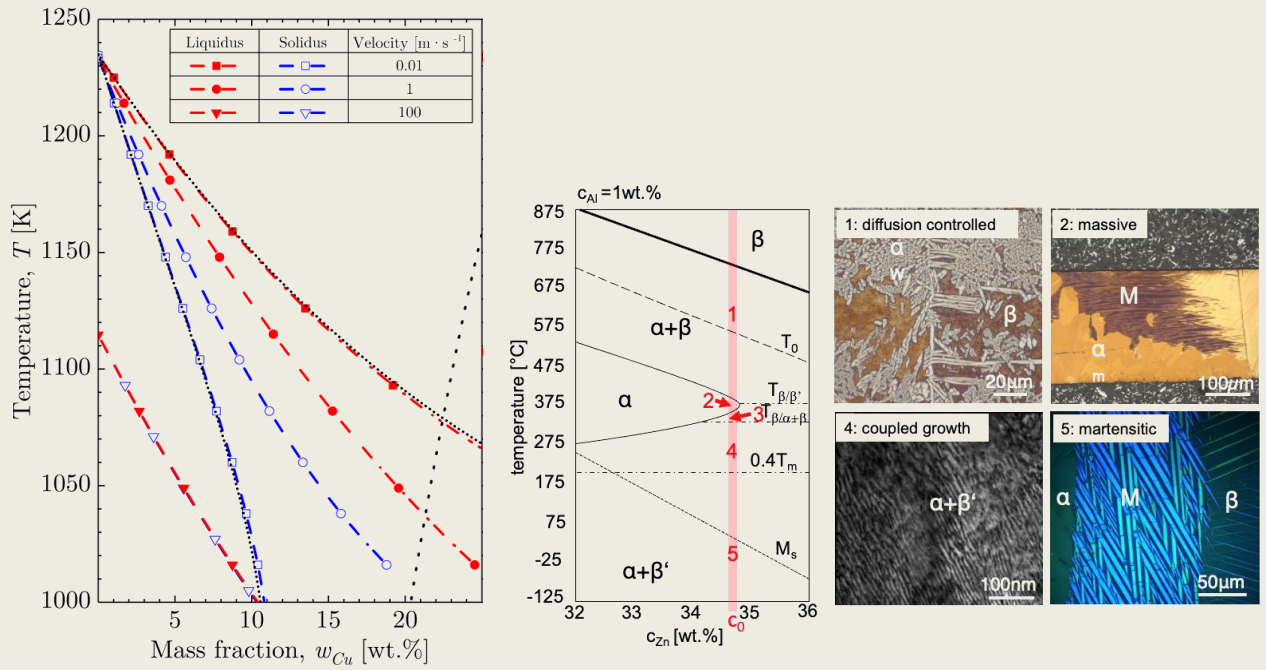 1250
1200
1150
1100
1050
1000
Temperature, T [K]
Liquidus Solidus Velocity [m · s⁻¹]
0.01
1
100
5 10 15 20
Mass fraction, w_Cu [wt.%]
c_Al =1wt.%
875
775
675
575
475
375
275
175
75
-25
-125
temperature [°C]
β
1
α+β
T₀
α
T_β/β'
2
3
T_β/α+β
4
0.4T_m
M_s
5
α+β‘
32 33 34 35 36
c₀
c_Zn [wt.%]
1: diffusion controlled
α
w
β
20µm
2: massive
M
α
m
100µm
4: coupled growth
α+β‘
100nm
5: martensitic
α M β
50µm